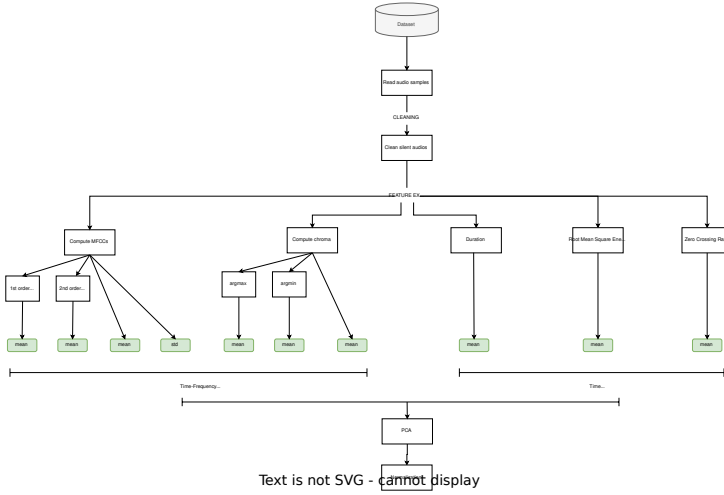 Dataset
Read audio samples
CLEANING
Clean silent audios
FEATURE EX
Compute MFCCs
Compute chroma
Duration
Root Mean Square Ene...
Zero Crossing Ra
1st order...
2nd order...
argmax
argmin
mean
mean
mean
std
mean
mean
mean
mean
mean
mean
Time-Frequency...
Time...
PCA
Text is not SVG - cannot display